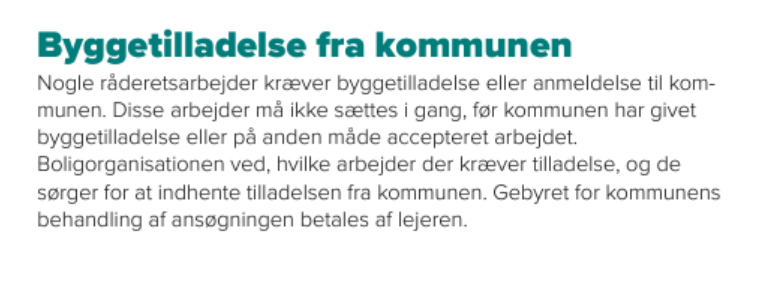 Byggetilladelse fra kommunen
Nogle råderetsarbejder kræver byggetilladelse eller anmeldelse til kom-
munen. Disse arbejder må ikke sættes i gang, før kommunen har givet
byggetilladelse eller på anden måde accepteret arbejdet.
Boligorganisationen ved, hvilke arbejder der kræver tilladelse, og de
sørger for at indhente tilladelsen fra kommunen. Gebyret for kommunens
behandling af ansøgningen betales af lejeren.